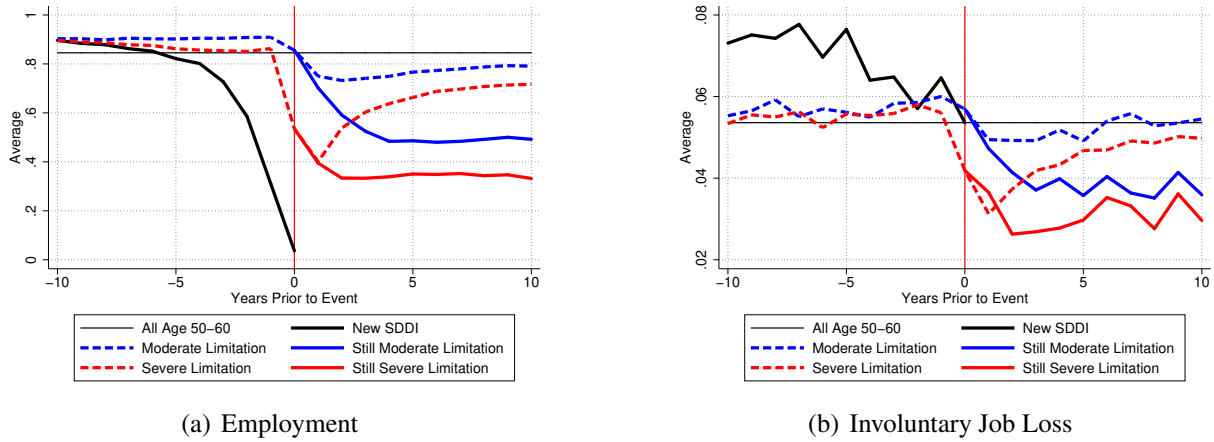 1
.8
.6
.4
.2
0
Average
−10
−5
0
5
10
Years Prior to Event
All Age 50−60
New SDDI
Moderate Limitation
Still Moderate Limitation
Severe Limitation
Still Severe Limitation
(a) Employment
.08
.06
.04
.02
Average
−10
−5
0
5
10
Years Prior to Event
All Age 50−60
New SDDI
Moderate Limitation
Still Moderate Limitation
Severe Limitation
Still Severe Limitation
(b) Involuntary Job Loss